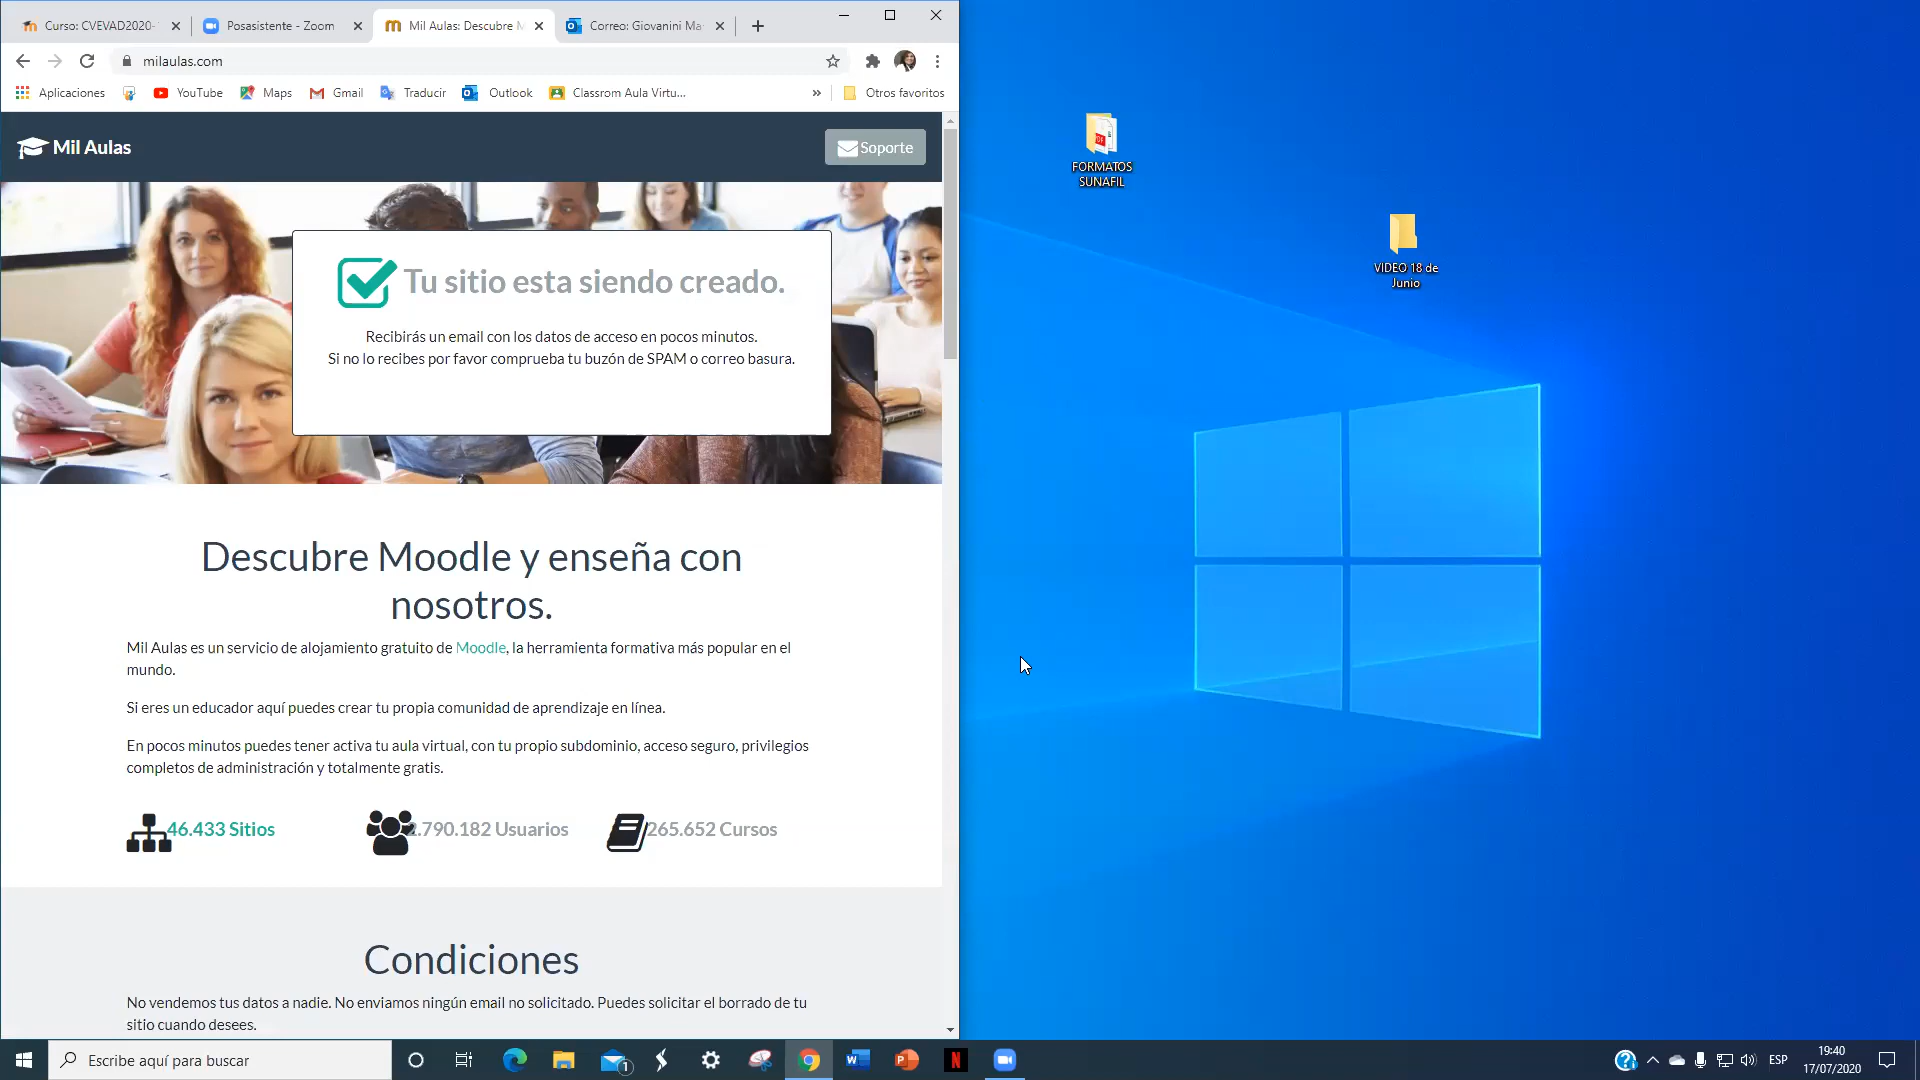 Curso: CVEVAD2020-
Posasistente - Zoom
Mil Aulas: Descubre M
Correo: Giovanini Ma
milaulas.com
Aplicaciones
YouTube
Maps
Gmail
Traducir
Outlook
Classrom Aula Virtu...
»
Otros favoritos
Mil Aulas
Soporte
Tu sitio esta siendo creado.
Recibirás un email con los datos de acceso en pocos minutos.
Si no lo recibes por favor comprueba tu buzón de SPAM o correo basura.
Descubre Moodle y enseña con
nosotros.
Mil Aulas es un servicio de alojamiento gratuito de Moodle, la herramienta formativa más popular en el
mundo.
Si eres un educador aquí puedes crear tu propia comunidad de aprendizaje en línea.
En pocos minutos puedes tener activa tu aula virtual, con tu propio subdominio, acceso seguro, privilegios
completos de administración y totalmente gratis.
46.433 Sitios
2.790.182 Usuarios
265.652 Cursos
Condiciones
No vendemos tus datos a nadie. No enviamos ningún email no solicitado. Puedes solicitar el borrado de tu
sitio cuando desees.
FORMATOS
SUNAFIL
VIDEO 18 de
Junio
Escribe aquí para buscar
1
ESP
19:40
17/07/2020